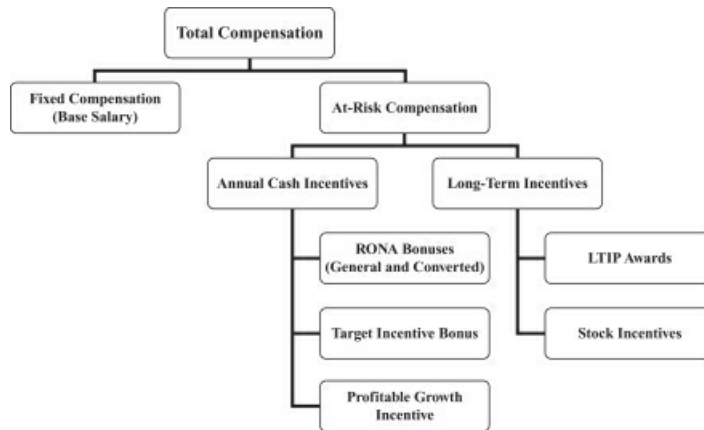 Total Compensation
Fixed Compensation
(Base Salary)
At-Risk Compensation
Annual Cash Incentives
Long-Term Incentives
RONA Bonuses
(General and Converted)
LTIP Awards
Target Incentive Bonus
Stock Incentives
Profitable Growth
Incentive